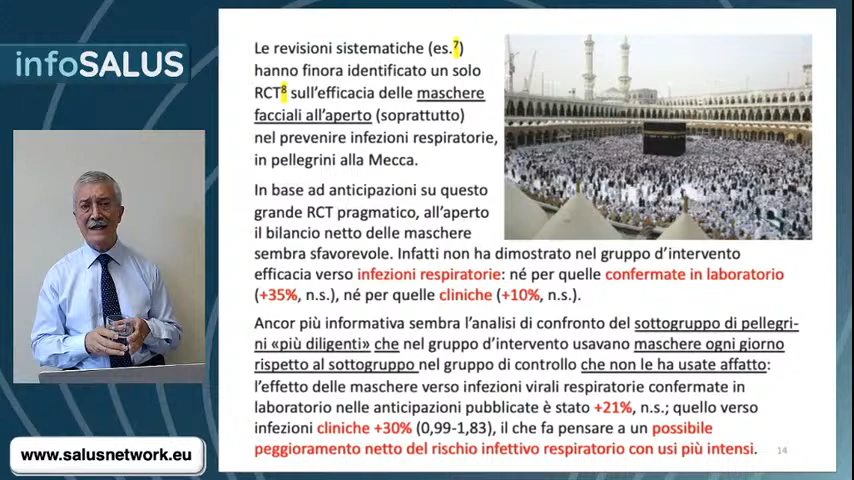 infoSALUS
Le revisioni sistematiche (es.⁷)
hanno finora identificato un solo
RCT⁸ sull'efficacia delle maschere
facciali all'aperto (soprattutto)
nel prevenire infezioni respiratorie,
in pellegrini alla Mecca.
In base ad anticipazioni su questo
grande RCT pragmatico, all'aperto
il bilancio netto delle maschere
sembra sfavorevole. Infatti non ha dimostrato nel gruppo d'intervento
efficacia verso infezioni respiratorie: né per quelle confermate in laboratorio
(+35%, n.s.), né per quelle cliniche (+10%, n.s.).
Ancor più informativa sembra l'analisi di confronto del sottogruppo di pellegri-
ni «più diligenti» che nel gruppo d'intervento usavano maschere ogni giorno
rispetto al sottogruppo nel gruppo di controllo che non le ha usate affatto:
l'effetto delle maschere verso infezioni virali respiratorie confermate in
laboratorio nelle anticipazioni pubblicate è stato +21%, n.s.; quello verso
infezioni cliniche +30% (0,99-1,83), il che fa pensare a un possibile
peggioramento netto del rischio infettivo respiratorio con usi più intensi.
14
www.salusnetwork.eu